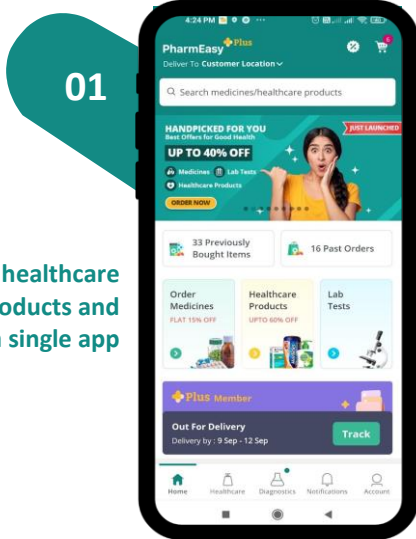 01
healthcare
oducts and
single app
4:24 PM
PharmEasy Plus
Deliver To Customer Location
Search medicines/healthcare products
HANDPICKED FOR YOU
Best Offers for Good Health
JUST LAUNCHED
UP TO 40% OFF
Medicines Lab Tests
Healthcare Products
ORDER NOW
33 Previously
Bought Items
16 Past Orders
Order
Medicines
FLAT 15% OFF
Healthcare
Products
UPTO 60% OFF
Lab
Tests
Plus Member
Out For Delivery
Delivery by : 9 Sep - 12 Sep
Track
Home
Healthcare
Diagnostics
Notifications
Account